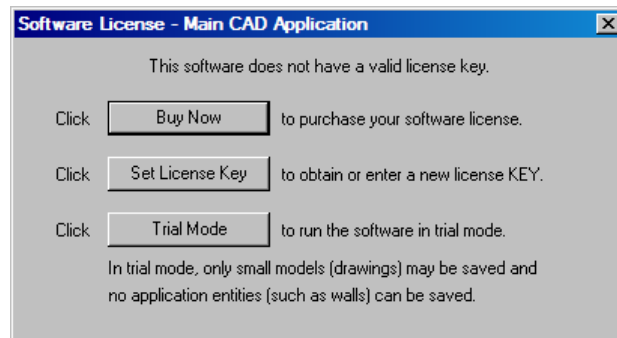 Software License - Main CAD Application
This software does not have a valid license key.
Click Buy Now to purchase your software license.
Click Set License Key to obtain or enter a new license KEY.
Click Trial Mode to run the software in trial mode.
In trial mode, only small models (drawings) may be saved and
no application entities (such as walls) can be saved.